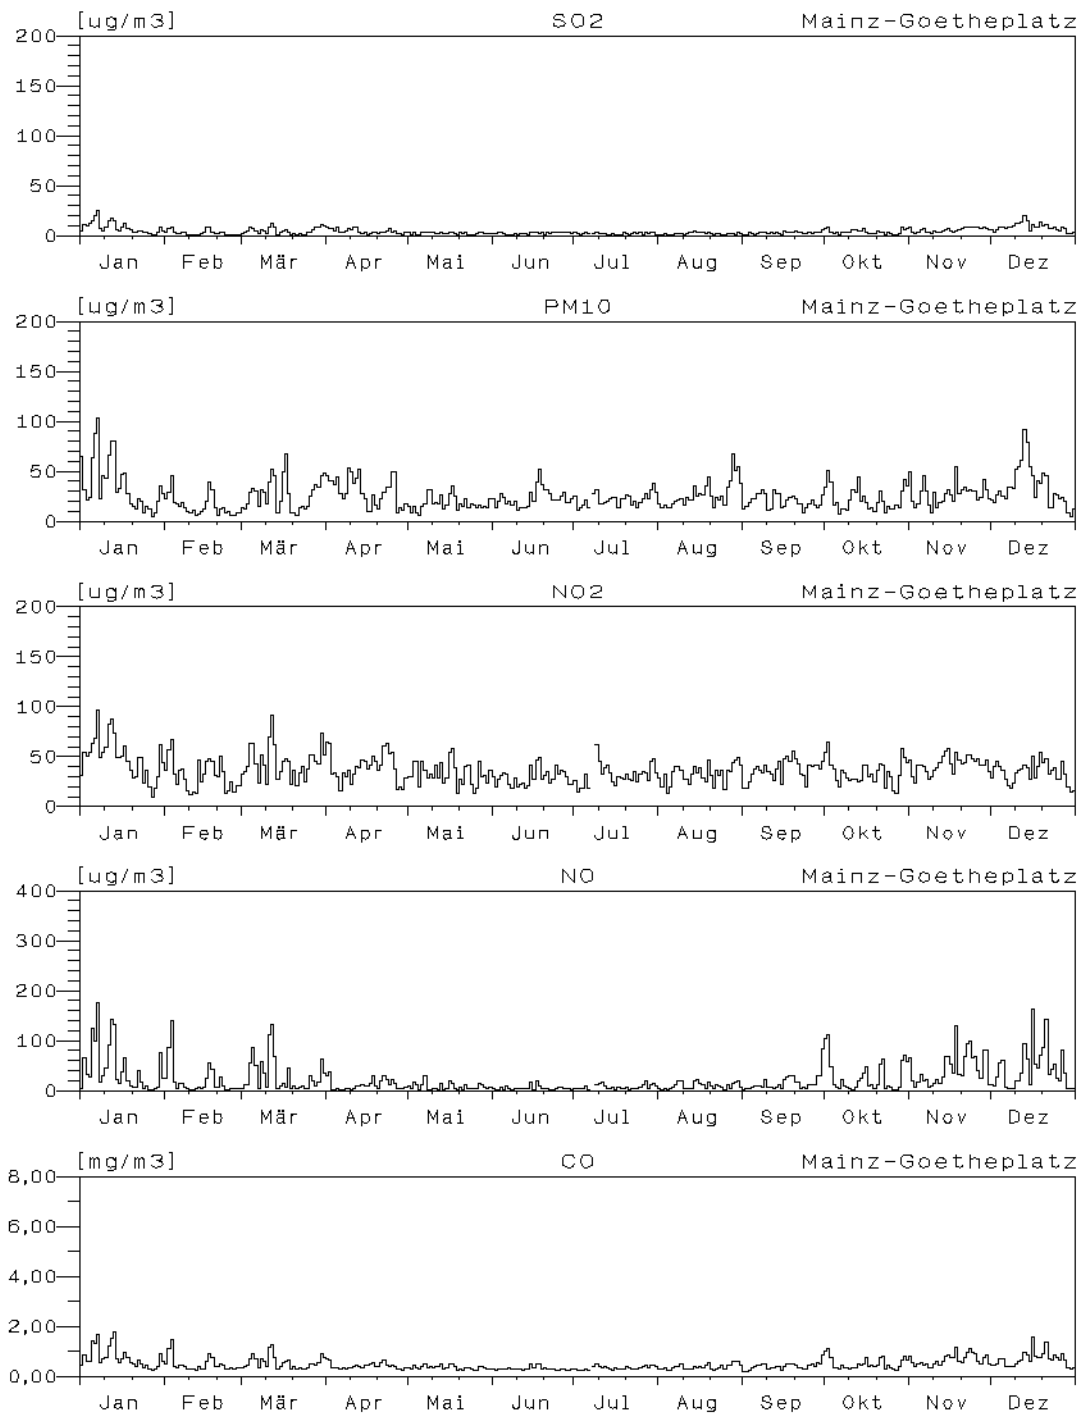 [ug/m3] SO2 Mainz-Goetheplatz
200
150
100
50
0
Jan Feb Mär Apr Mai Jun Jul Aug Sep Okt Nov Dez
[ug/m3] PM10 Mainz-Goetheplatz
200
150
100
50
0
Jan Feb Mär Apr Mai Jun Jul Aug Sep Okt Nov Dez
[ug/m3] NO2 Mainz-Goetheplatz
200
150
100
50
0
Jan Feb Mär Apr Mai Jun Jul Aug Sep Okt Nov Dez
[ug/m3] NO Mainz-Goetheplatz
400
300
200
100
0
Jan Feb Mär Apr Mai Jun Jul Aug Sep Okt Nov Dez
[mg/m3] CO Mainz-Goetheplatz
8,00
6,00
4,00
2,00
0,00
Jan Feb Mär Apr Mai Jun Jul Aug Sep Okt Nov Dez